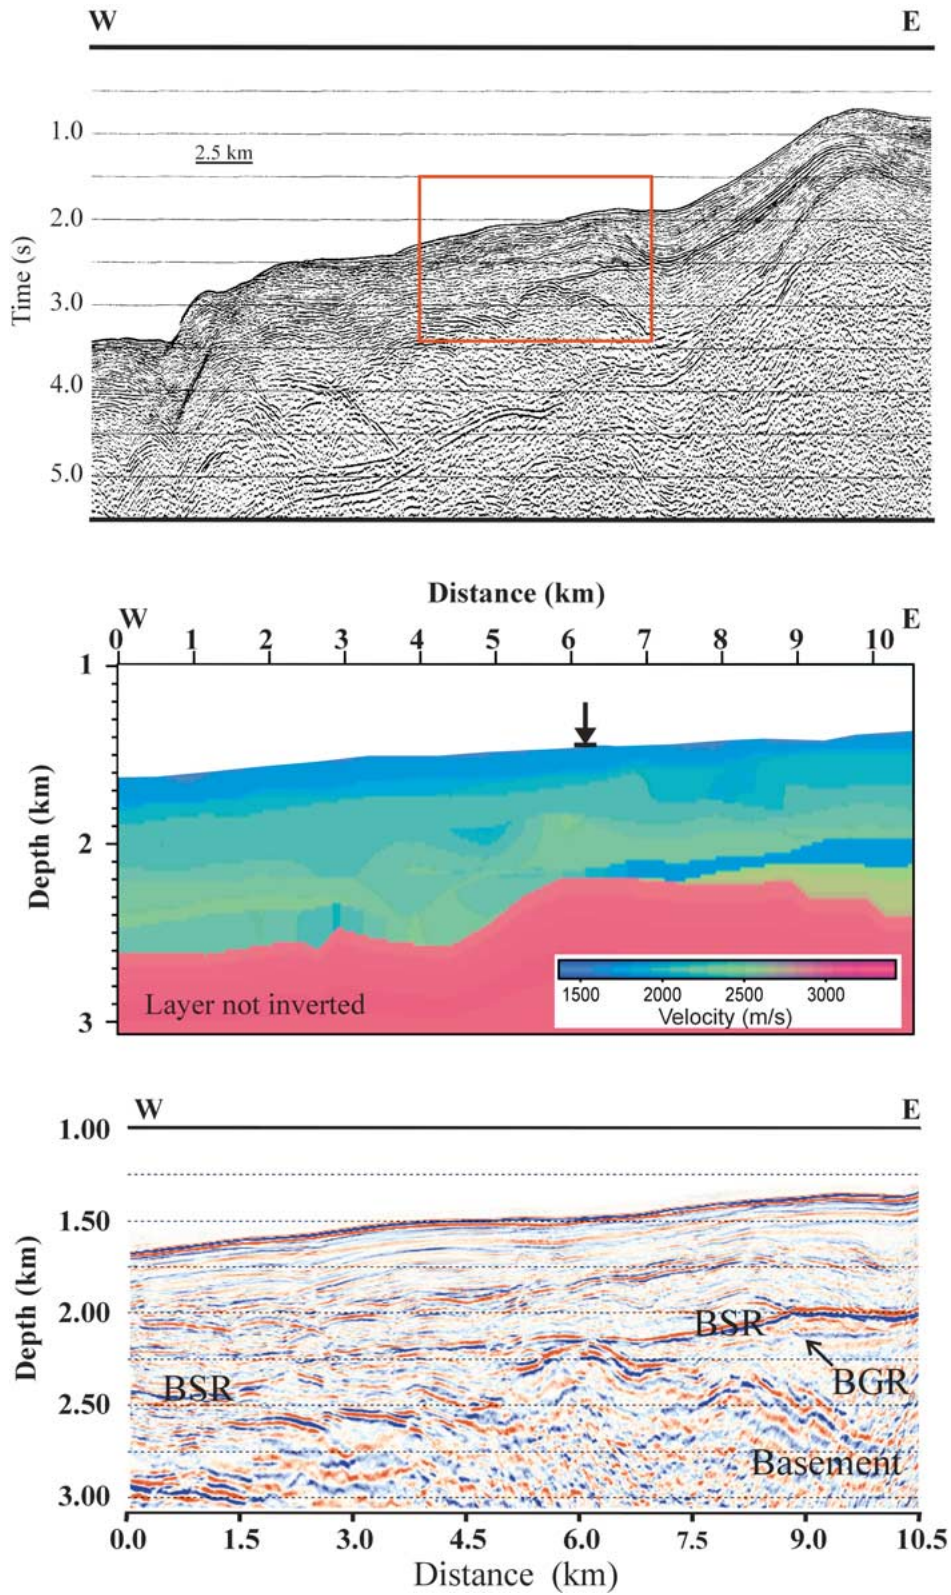 W E
1.0
2.5 km
2.0
Time (s)
3.0
4.0
5.0
Distance (km)
W E
0 1 2 3 4 5 6 7 8 9 10
1
Depth (km)
2
Layer not inverted
1500 2000 2500 3000
Velocity (m/s)
3
W E
1.00
1.50
Depth (km)
2.00
BSR
BGR
BSR
2.50
Basement
3.00
0.0 1.5 3.0 4.5 6.0 7.5 9.0 10.5
Distance (km)